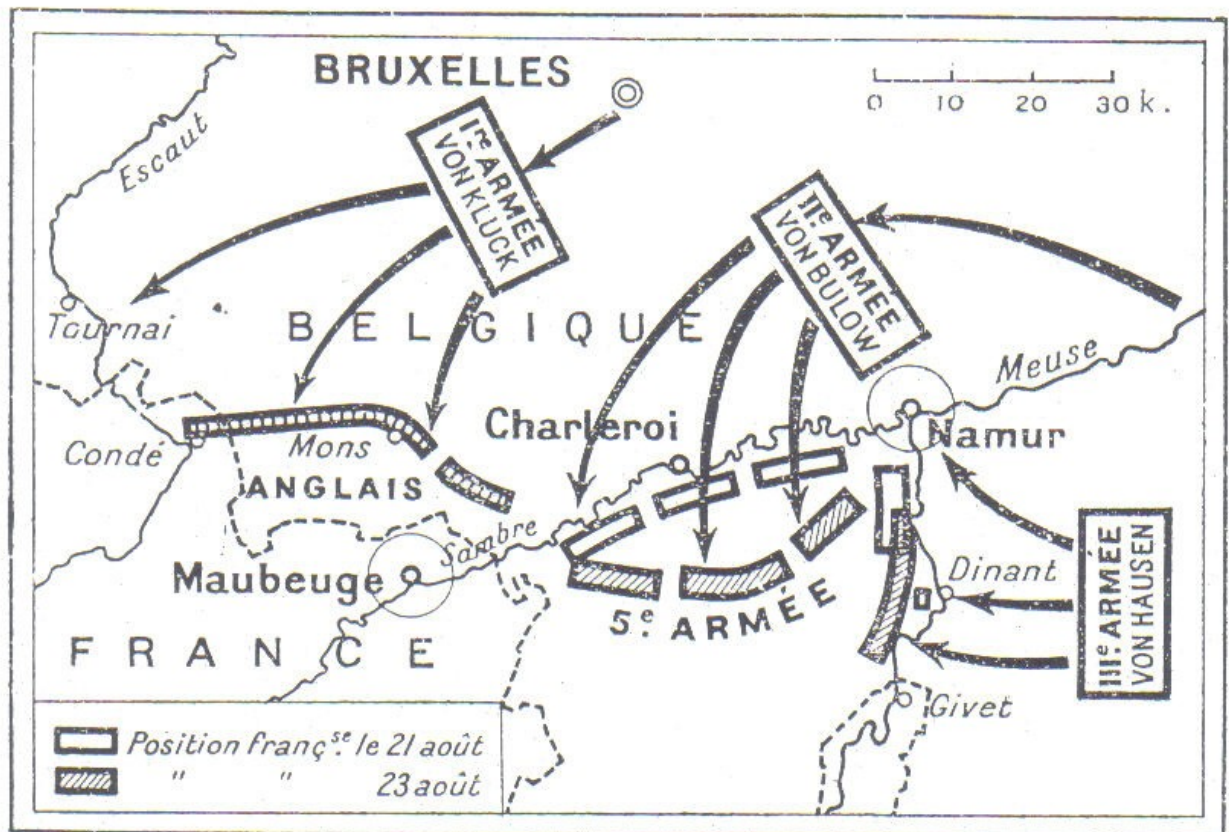 BRUXELLES
0 10 20 30 k.
Escaut
Ire ARMÉE
VON KLUCK
IIe ARMÉE
VON BULOW
Tournai
BELGIQUE
Meuse
Charleroi
Namur
Condé
Mons
ANGLAIS
Sambre
Maubeuge
Dinant
5e. ARMÉE
IIIe ARMÉE
VON HAUSEN
FRANCE
Givet
Position françse. le 21 août
" " 23 août